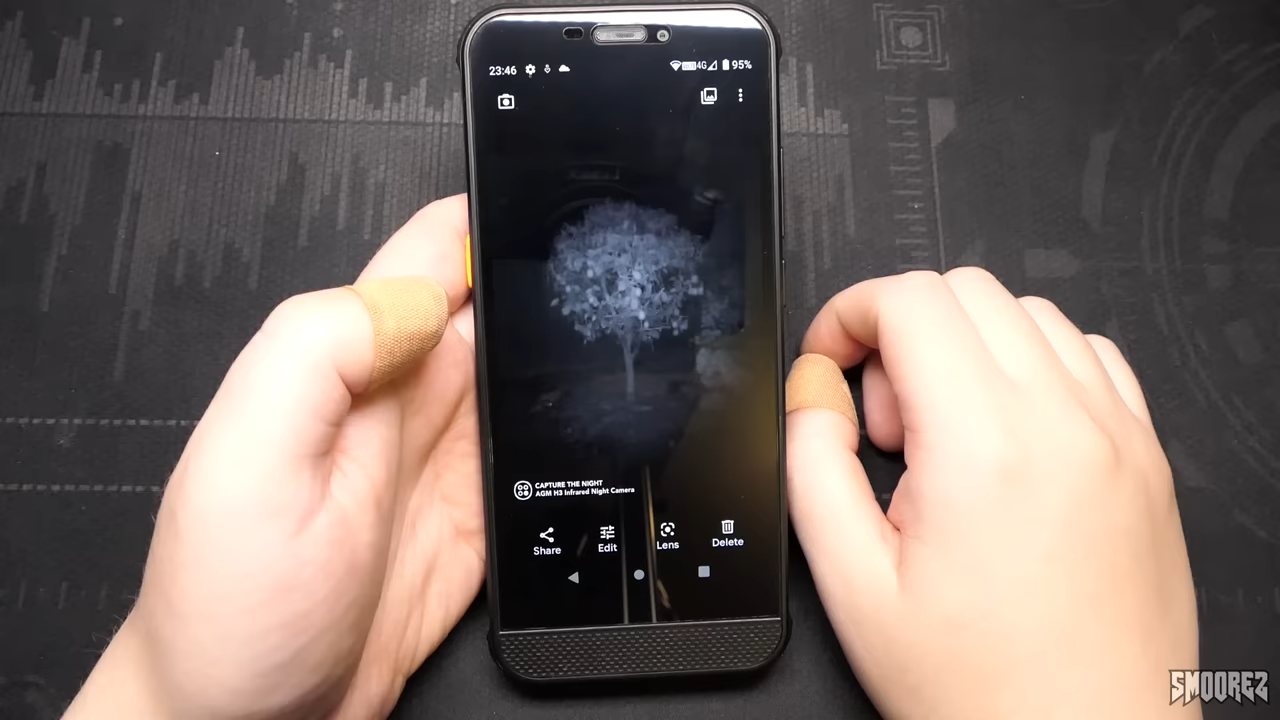 23:46
4G 95%
CAPTURE THE NIGHT
AGM H3 Infrared Night Camera
Share Edit Lens Delete
SMOOREZ